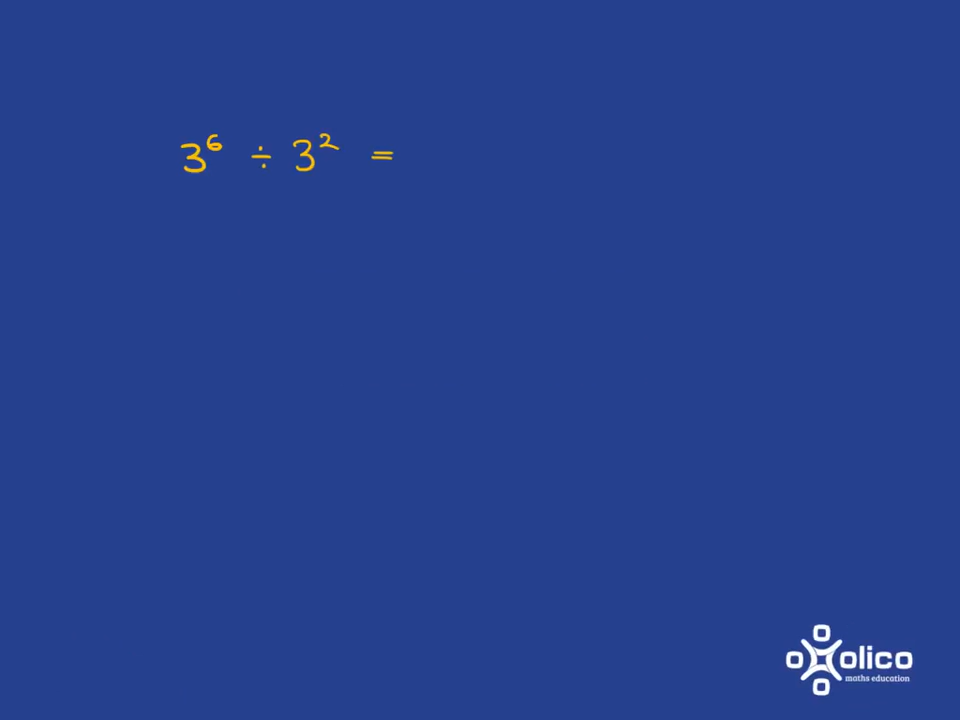 3⁶ ÷ 3² =
olico
maths education